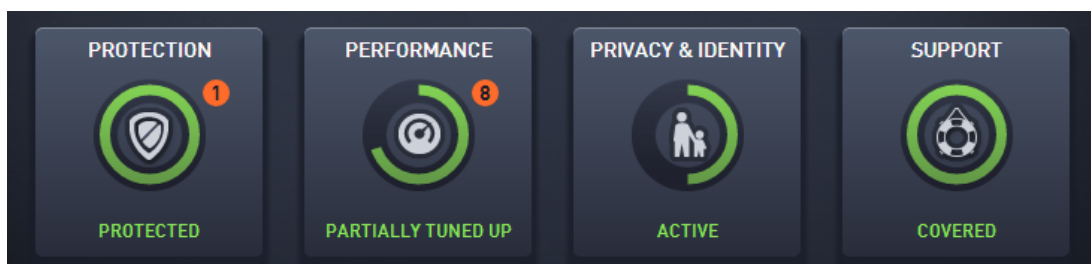 PROTECTION
1
PROTECTED
PERFORMANCE
8
PARTIALLY TUNED UP
PRIVACY & IDENTITY
ACTIVE
SUPPORT
COVERED